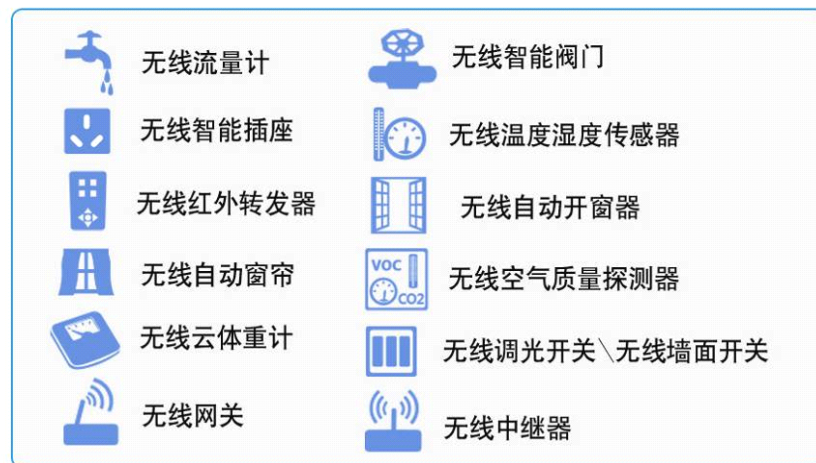 无线流量计
无线智能阀门
无线智能插座
无线温度湿度传感器
无线红外转发器
无线自动开窗器
无线自动窗帘
VOC
CO2
无线空气质量探测器
无线云体重计
无线调光开关\无线墙面开关
无线网关
无线中继器